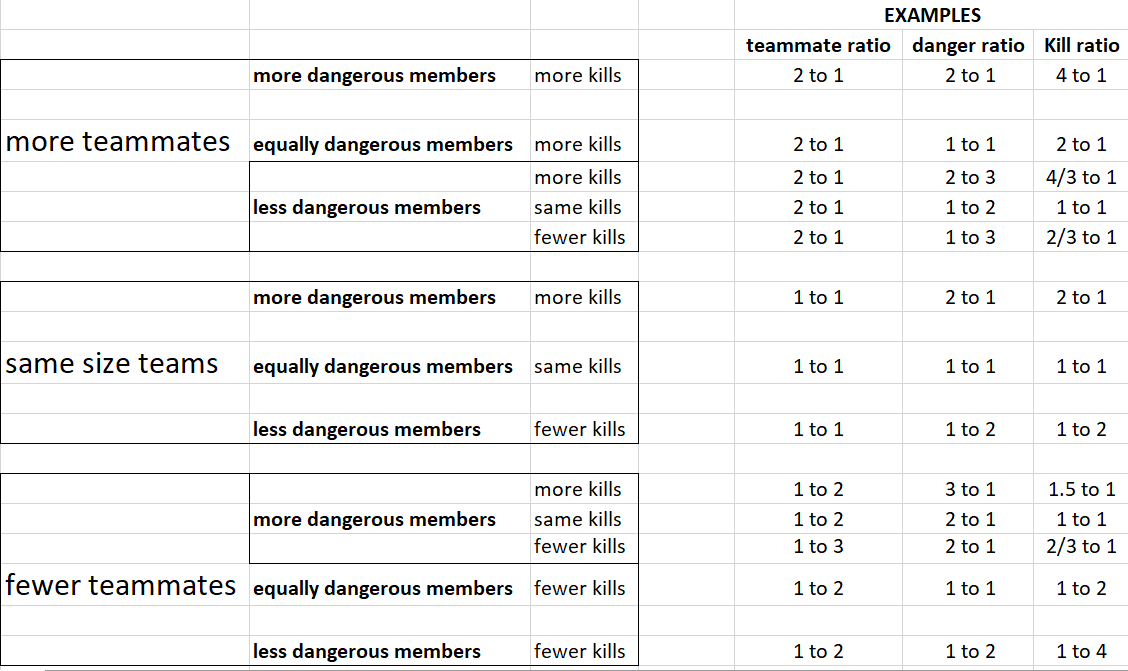 EXAMPLES
teammate ratio danger ratio Kill ratio
more dangerous members more kills 2 to 1 2 to 1 4 to 1
more teammates equally dangerous members more kills 2 to 1 1 to 1 2 to 1
more kills 2 to 1 2 to 3 4/3 to 1
less dangerous members same kills 2 to 1 1 to 2 1 to 1
fewer kills 2 to 1 1 to 3 2/3 to 1
more dangerous members more kills 1 to 1 2 to 1 2 to 1
same size teams equally dangerous members same kills 1 to 1 1 to 1 1 to 1
less dangerous members fewer kills 1 to 1 1 to 2 1 to 2
more kills 1 to 2 3 to 1 1.5 to 1
more dangerous members same kills 1 to 2 2 to 1 1 to 1
fewer kills 1 to 3 2 to 1 2/3 to 1
fewer teammates equally dangerous members fewer kills 1 to 2 1 to 1 1 to 2
less dangerous members fewer kills 1 to 2 1 to 2 1 to 4